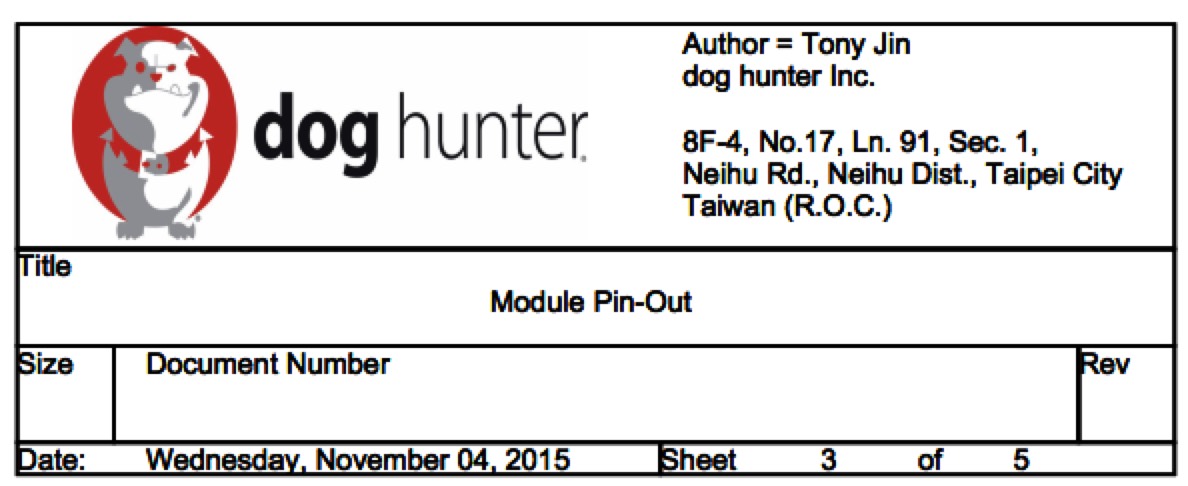 dog hunter
Author = Tony Jin
dog hunter Inc.
8F-4, No.17, Ln. 91, Sec. 1,
Neihu Rd., Neihu Dist., Taipei City
Taiwan (R.O.C.)
Title
Module Pin-Out
Size Document Number Rev
Date: Wednesday, November 04, 2015 Sheet 3 of 5